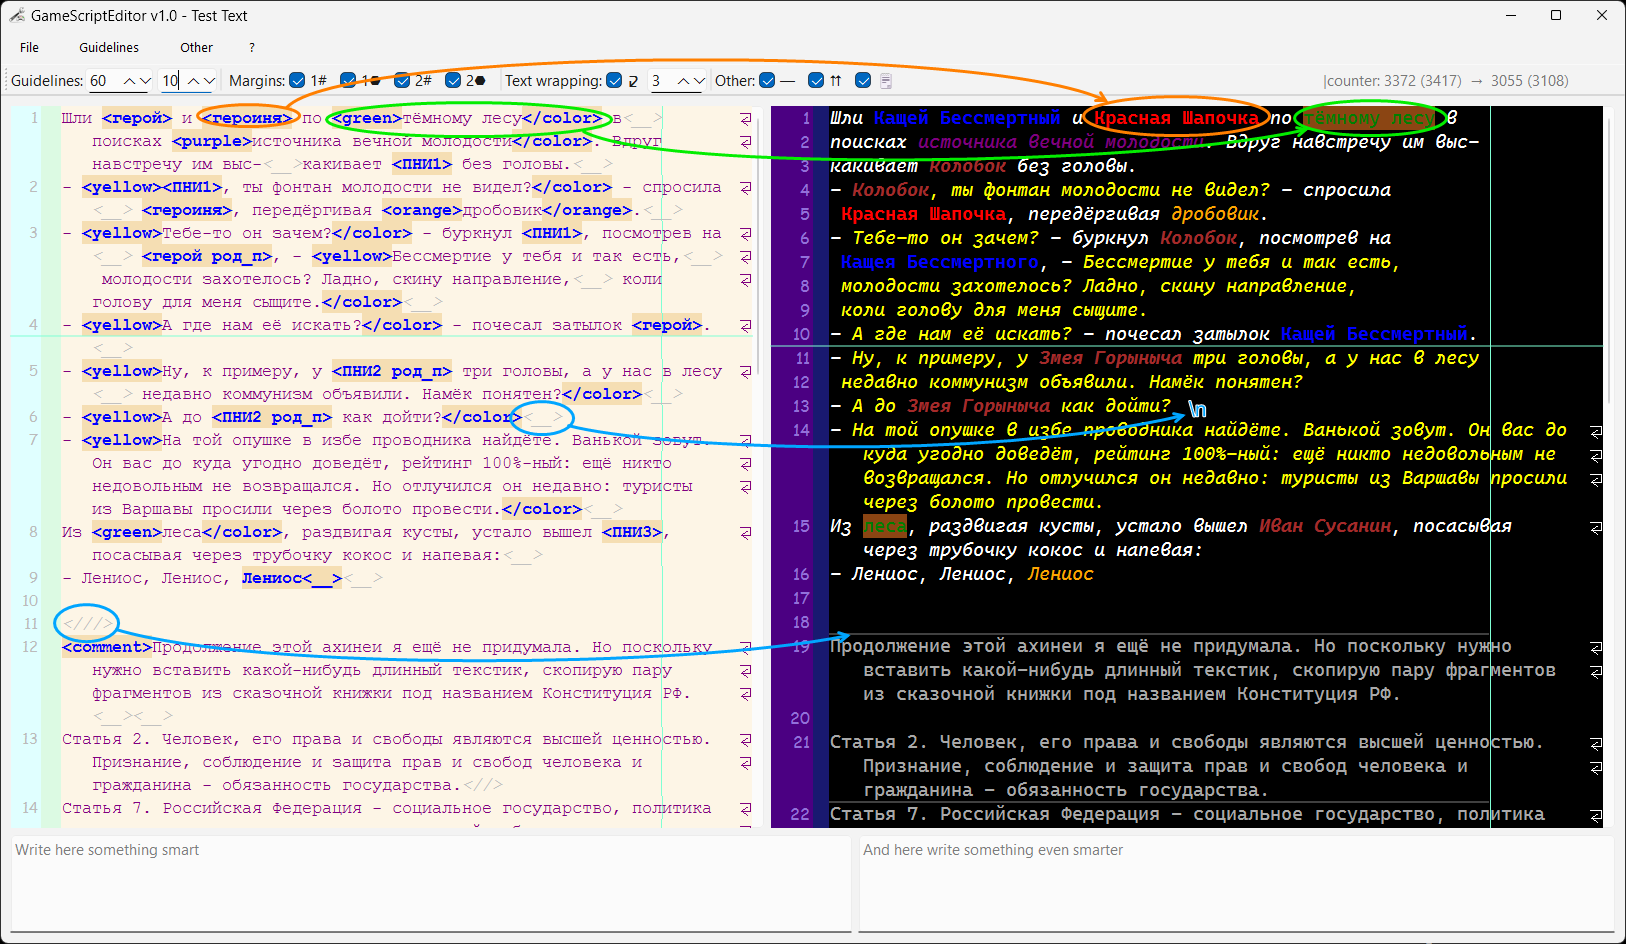 GameScriptEditor v1.0 - Test Text
File Guidelines Other ?
Guidelines: 60 10 Margins: 1# 1 2# 2 Text wrapping: 3 Other: — ⇈ |counter: 3372 (3417) → 3055 (3108)
1 Шли <герой> и <героиня> по <green>тёмному лесу</color> в<__>
поисках <purple>источника вечной молодости</color>. Вдруг
навстречу им выс-<__>какивает <ПНИ1> без головы.<__>
2 - <yellow><ПНИ1>, ты фонтан молодости не видел?</color> - спросила
<__> <героиня>, передёргивая <orange>дробовик</orange>.<__>
3 - <yellow>Тебе-то он зачем?</color> - буркнул <ПНИ1>, посмотрев на
<__> <герой род_п>, - <yellow>Бессмертие у тебя и так есть,<__>
молодости захотелось? Ладно, скину направление,<__> коли
голову для меня сыщите.</color><__>
4 - <yellow>А где нам её искать?</color> - почесал затылок <герой>.
<__>
5 - <yellow>Ну, к примеру, у <ПНИ2 род_п> три головы, а у нас в лесу
<__> недавно коммунизм объявили. Намёк понятен?</color><__>
6 - <yellow>А до <ПНИ2 род_п> как дойти?</color><__>
7 - <yellow>На той опушке в избе проводника найдёте. Ванькой зовут.
Он вас до куда угодно доведёт, рейтинг 100%-ный: ещё никто
недовольным не возвращался. Но отлучился он недавно: туристы
из Варшавы просили через болото провести.</color><__>
8 Из <green>леса</color>, раздвигая кусты, устало вышел <ПНИ3>,
посасывая через трубочку кокос и напевая:<__>
9 - Лениос, Лениос, Лениос<__><__>
10
11 <///>
12 <comment>Продолжение этой ахинеи я ещё не придумала. Но поскольку
нужно вставить какой-нибудь длинный текстик, скопирую пару
фрагментов из сказочной книжки под названием Конституция РФ.
<__><__>
13 Статья 2. Человек, его права и свободы являются высшей ценностью.
Признание, соблюдение и защита прав и свобод человека и
гражданина - обязанность государства.<//>
14 Статья 7. Российская Федерация - социальное государство, политика
1 Шли Кащей Бессмертный и Красная Шапочка по тёмному лесу в
2 поисках источника вечной молодости. Вдруг навстречу им выс-
3 какивает колобок без головы.
4 - Колобок, ты фонтан молодости не видел? - спросила
5 Красная Шапочка, передёргивая дробовик.
6 - Тебе-то он зачем? - буркнул Колобок, посмотрев на
7 Кащея Бессмертного, - Бессмертие у тебя и так есть,
8 молодости захотелось? Ладно, скину направление,
9 коли голову для меня сыщите.
10 - А где нам её искать? - почесал затылок Кащей Бессмертный.
11 - Ну, к примеру, у Змея Горыныча три головы, а у нас в лесу
12 недавно коммунизм объявили. Намёк понятен?
13 - А до Змея Горыныча как дойти? \n
14 - На той опушке в избе проводника найдёте. Ванькой зовут. Он вас до
куда угодно доведёт, рейтинг 100%-ный: ещё никто недовольным не
возвращался. Но отлучился он недавно: туристы из Варшавы просили
через болото провести.
15 Из леса, раздвигая кусты, устало вышел Иван Сусанин, посасывая
через трубочку кокос и напевая:
16 - Лениос, Лениос, Лениос
17
18
19 Продолжение этой ахинеи я ещё не придумала. Но поскольку нужно
вставить какой-нибудь длинный текстик, скопирую пару фрагментов
из сказочной книжки под названием Конституция РФ.
20
21 Статья 2. Человек, его права и свободы являются высшей ценностью.
Признание, соблюдение и защита прав и свобод человека и
гражданина - обязанность государства.
22 Статья 7. Российская Федерация - социальное государство, политика
Write here something smart
And here write something even smarter